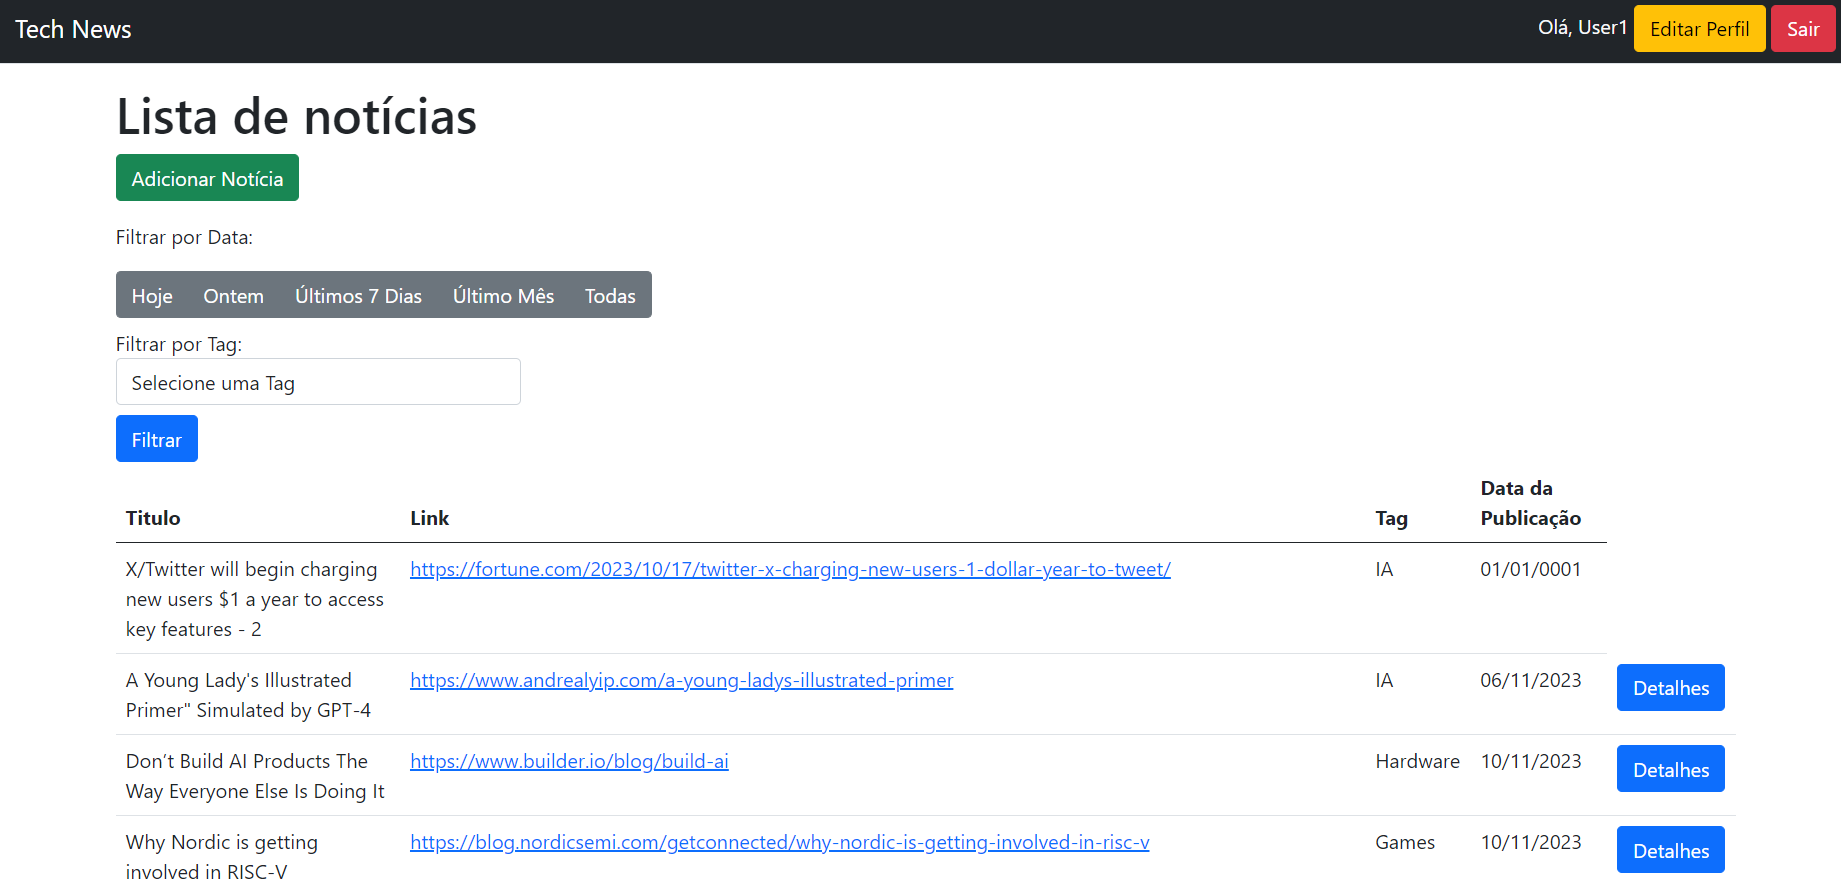 Tech News
Olá, User1 Editar Perfil Sair
Lista de notícias
Adicionar Notícia
Filtrar por Data:
Hoje Ontem Últimos 7 Dias Último Mês Todas
Filtrar por Tag:
Selecione uma Tag
Filtrar
Titulo Link Tag Data da
Publicação
X/Twitter will begin charging https://fortune.com/2023/10/17/twitter-x-charging-new-users-1-dollar-year-to-tweet/ IA 01/01/0001
new users $1 a year to access
key features - 2
A Young Lady's Illustrated https://www.andrealyip.com/a-young-ladys-illustrated-primer IA 06/11/2023 Detalhes
Primer" Simulated by GPT-4
Don’t Build AI Products The https://www.builder.io/blog/build-ai Hardware 10/11/2023 Detalhes
Way Everyone Else Is Doing It
Why Nordic is getting https://blog.nordicsemi.com/getconnected/why-nordic-is-getting-involved-in-risc-v Games 10/11/2023 Detalhes
involved in RISC-V